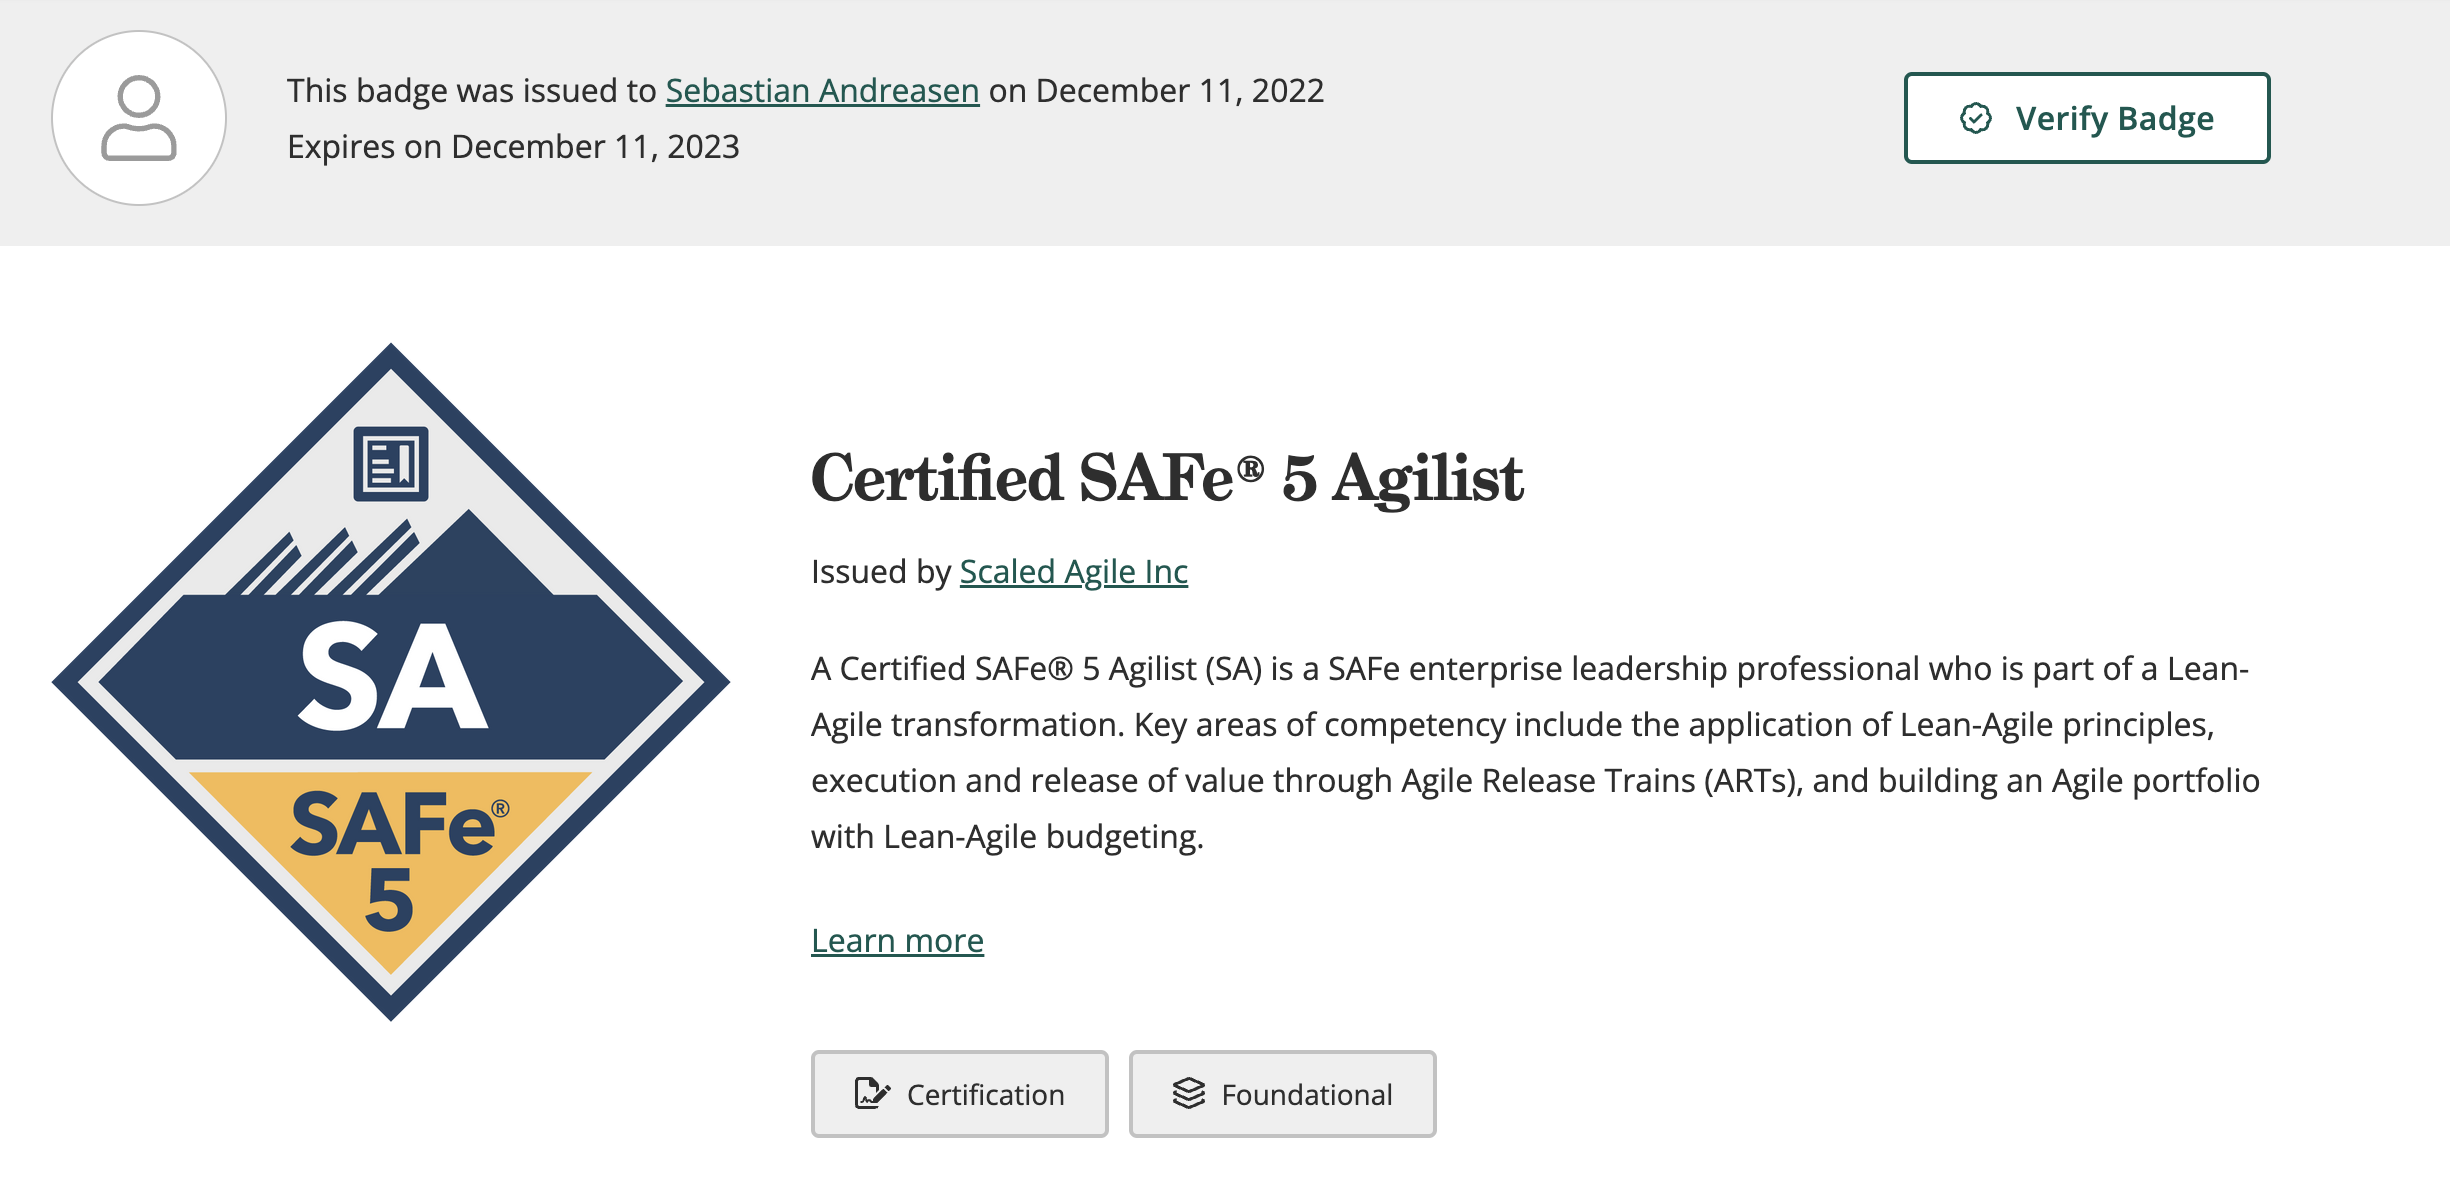 This badge was issued to Sebastian Andreasen on December 11, 2022
Expires on December 11, 2023
Verify Badge
SA
SAFe®
5
Certified SAFe® 5 Agilist
Issued by Scaled Agile Inc
A Certified SAFe® 5 Agilist (SA) is a SAFe enterprise leadership professional who is part of a Lean-
Agile transformation. Key areas of competency include the application of Lean-Agile principles,
execution and release of value through Agile Release Trains (ARTs), and building an Agile portfolio
with Lean-Agile budgeting.
Learn more
Certification
Foundational